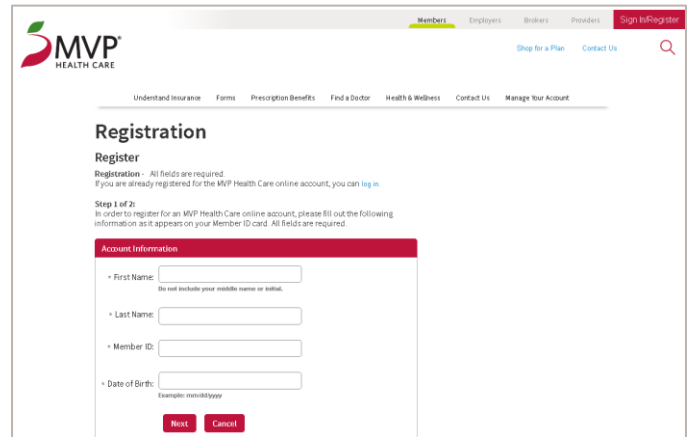 Members Employers Brokers Providers Sign In/Register
MVP®
HEALTH CARE
Shop for a Plan Contact Us
Understand Insurance Forms Prescription Benefits Find a Doctor Health & Wellness Contact Us Manage Your Account
Registration
Register
Registration - All fields are required.
If you are already registered for the MVP Health Care online account, you can log in.
Step 1 of 2:
In order to register for an MVP Health Care online account, please fill out the following
information as it appears on your Member ID card. All fields are required.
Account Information
* First Name:
Do not include your middle name or initial.
* Last Name:
* Member ID:
* Date of Birth:
Example: mm/dd/yyyy
Next Cancel